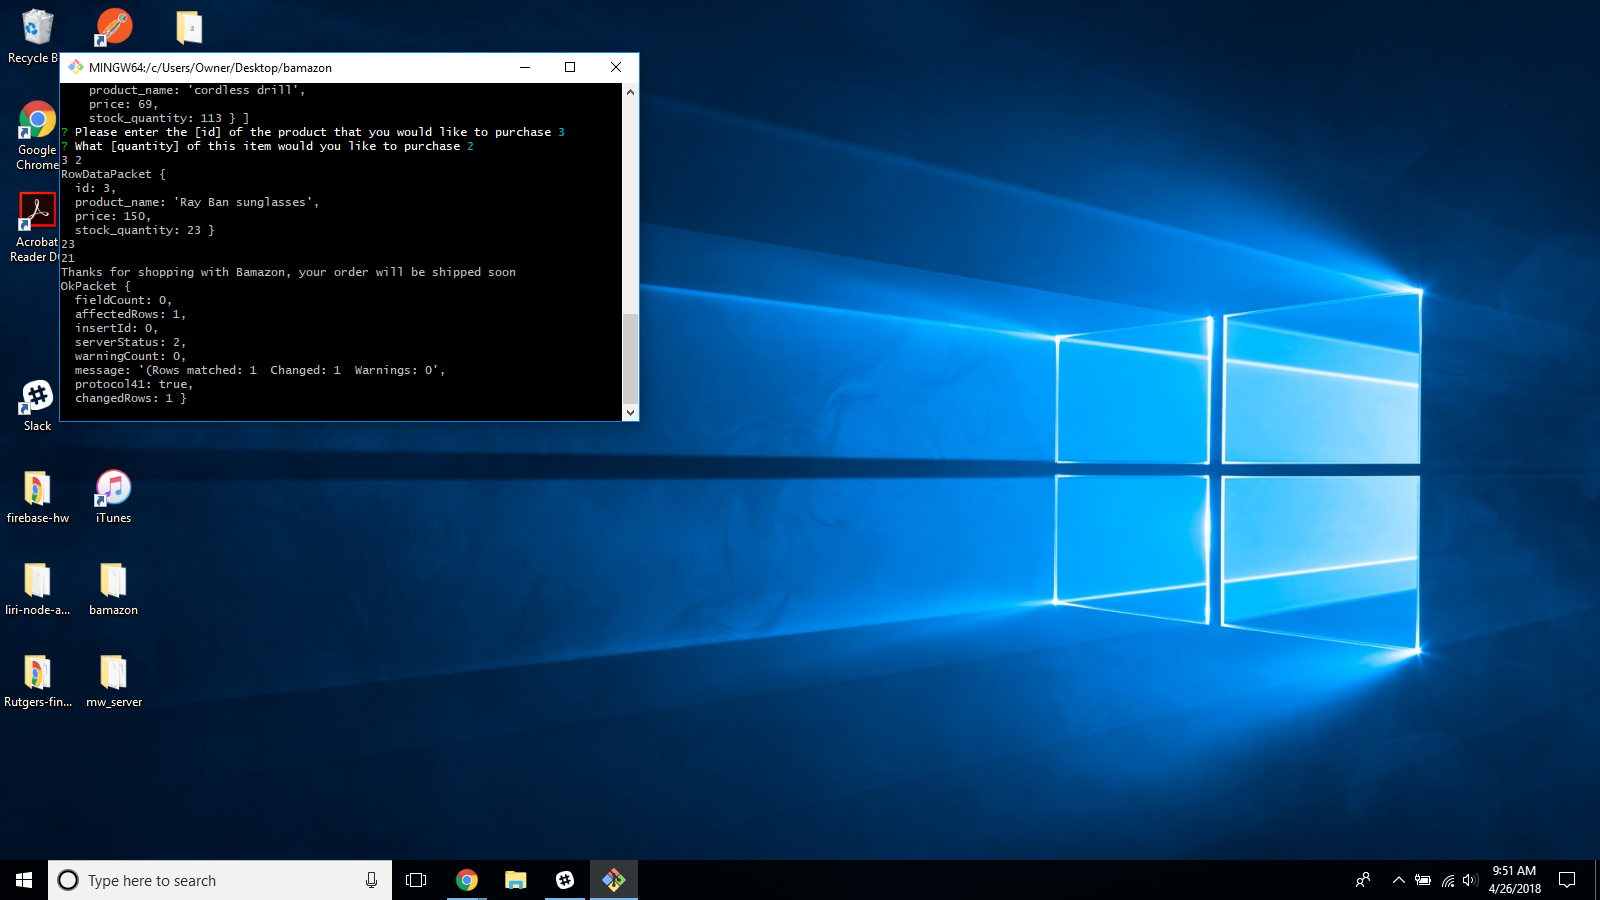 Recycle B
MINGW64:/c/Users/Owner/Desktop/bamazon
product_name: 'cordless drill',
price: 69,
stock_quantity: 113 } ]
? Please enter the [id] of the product that you would like to purchase 3
? What [quantity] of this item would you like to purchase 2
3 2
RowDataPacket {
id: 3,
product_name: 'Ray Ban sunglasses',
price: 150,
stock_quantity: 23 }
23
21
Thanks for shopping with Bamazon, your order will be shipped soon
OkPacket {
fieldCount: 0,
affectedRows: 1,
insertId: 0,
serverStatus: 2,
warningCount: 0,
message: '(Rows matched: 1  Changed: 1  Warnings: 0',
protocol41: true,
changedRows: 1 }
Google
Chrome
Acrobat
Reader D
Slack
firebase-hw
iTunes
liri-node-a...
bamazon
Rutgers-fin...
mw_server
Type here to search
9:51 AM
4/26/2018